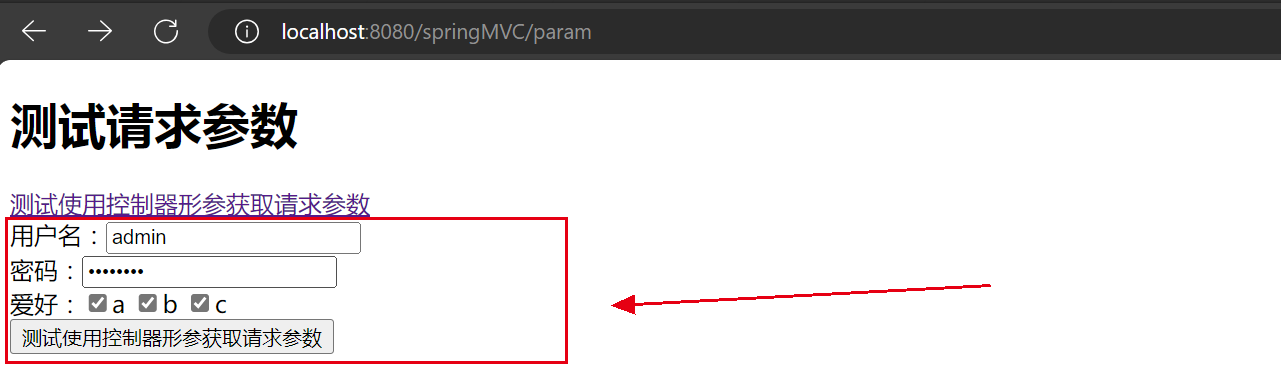 localhost:8080/springMVC/param
测试请求参数
测试使用控制器形参获取请求参数
用户名：admin
密码：••••••••
爱好： a b c
测试使用控制器形参获取请求参数